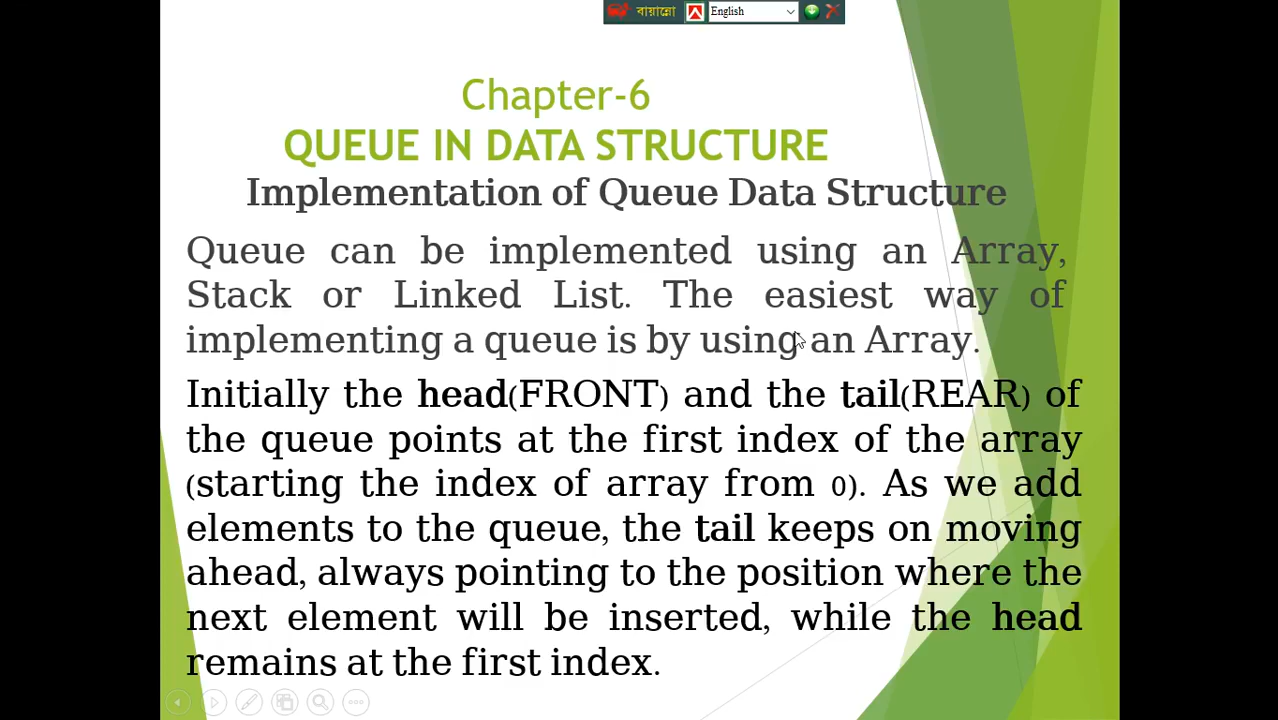 বায়ান্নো English
Chapter-6
QUEUE IN DATA STRUCTURE
Implementation of Queue Data Structure
Queue can be implemented using an Array,
Stack or Linked List. The easiest way of
implementing a queue is by using an Array.
Initially the head(FRONT) and the tail(REAR) of
the queue points at the first index of the array
(starting the index of array from 0). As we add
elements to the queue, the tail keeps on moving
ahead, always pointing to the position where the
next element will be inserted, while the head
remains at the first index.